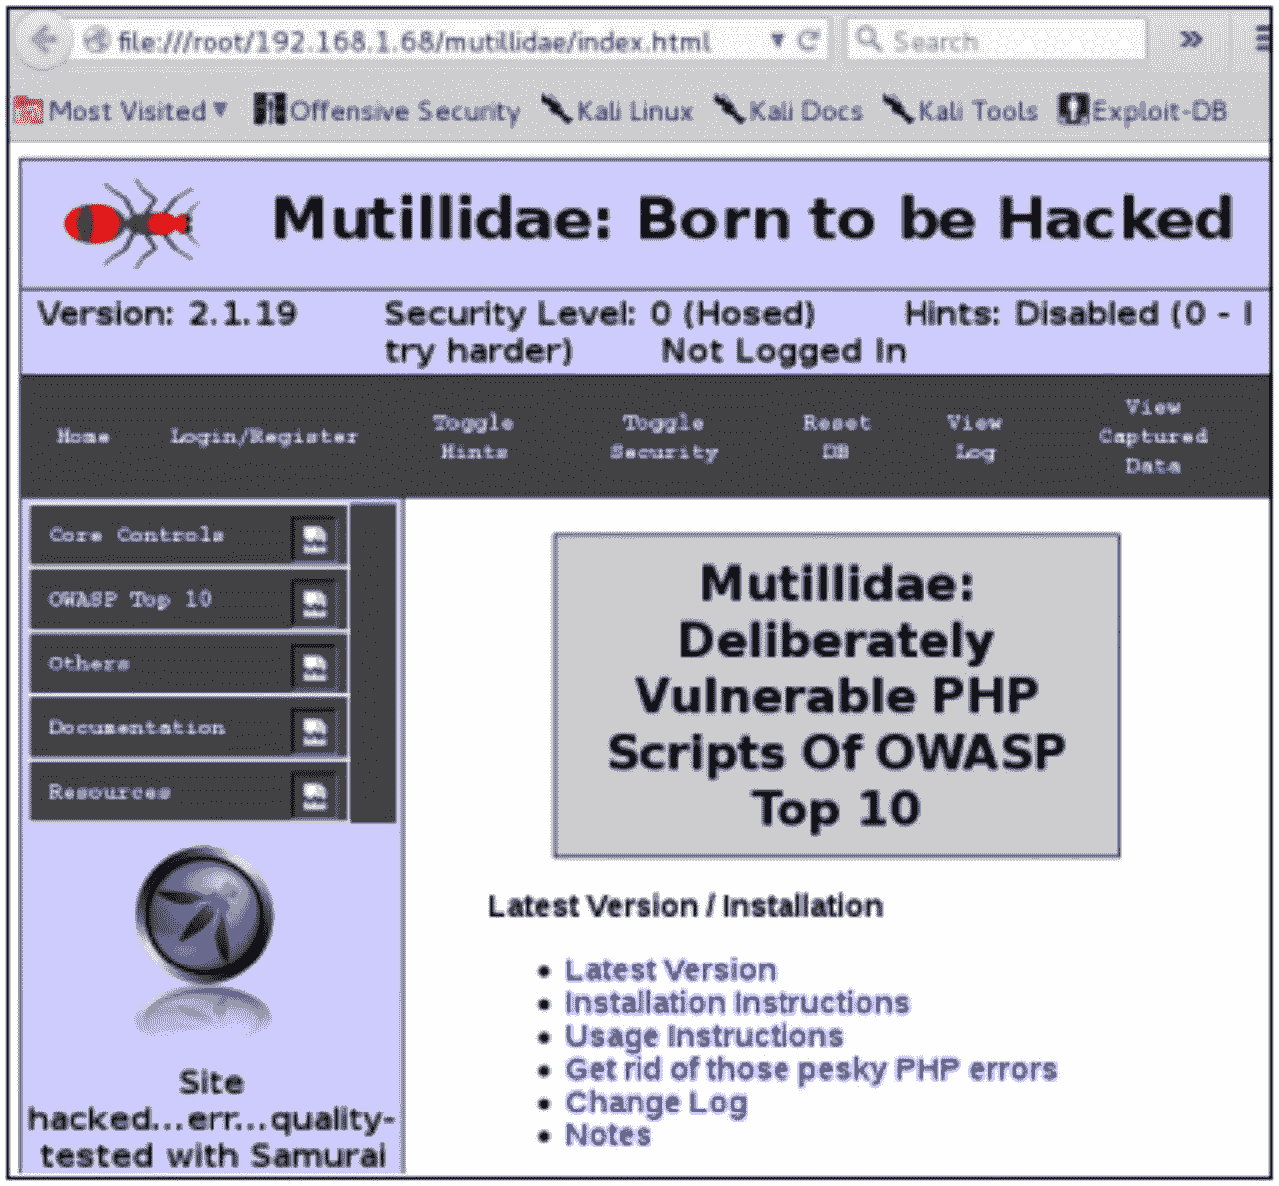 file:///root/192.168.1.68/mutillidae/index.html Search
Most Visited Offensive Security Kali Linux Kali Docs Kali Tools Exploit-DB
Mutillidae: Born to be Hacked
Version: 2.1.19 Security Level: 0 (Hosed) Hints: Disabled (0 - I
try harder) Not Logged In
Home Login/Register
Toggle
Hints
Toggle
Security
Reset
DB
View
Log
View
Captured
Data
Core Controls
OWASP Top 10
Others
Documentation
Resources
Site
hacked...err...quality-
tested with Samurai
Mutillidae:
Deliberately
Vulnerable PHP
Scripts Of OWASP
Top 10
Latest Version / Installation
• Latest Version
• Installation Instructions
• Usage Instructions
• Get rid of those pesky PHP errors
• Change Log
• Notes